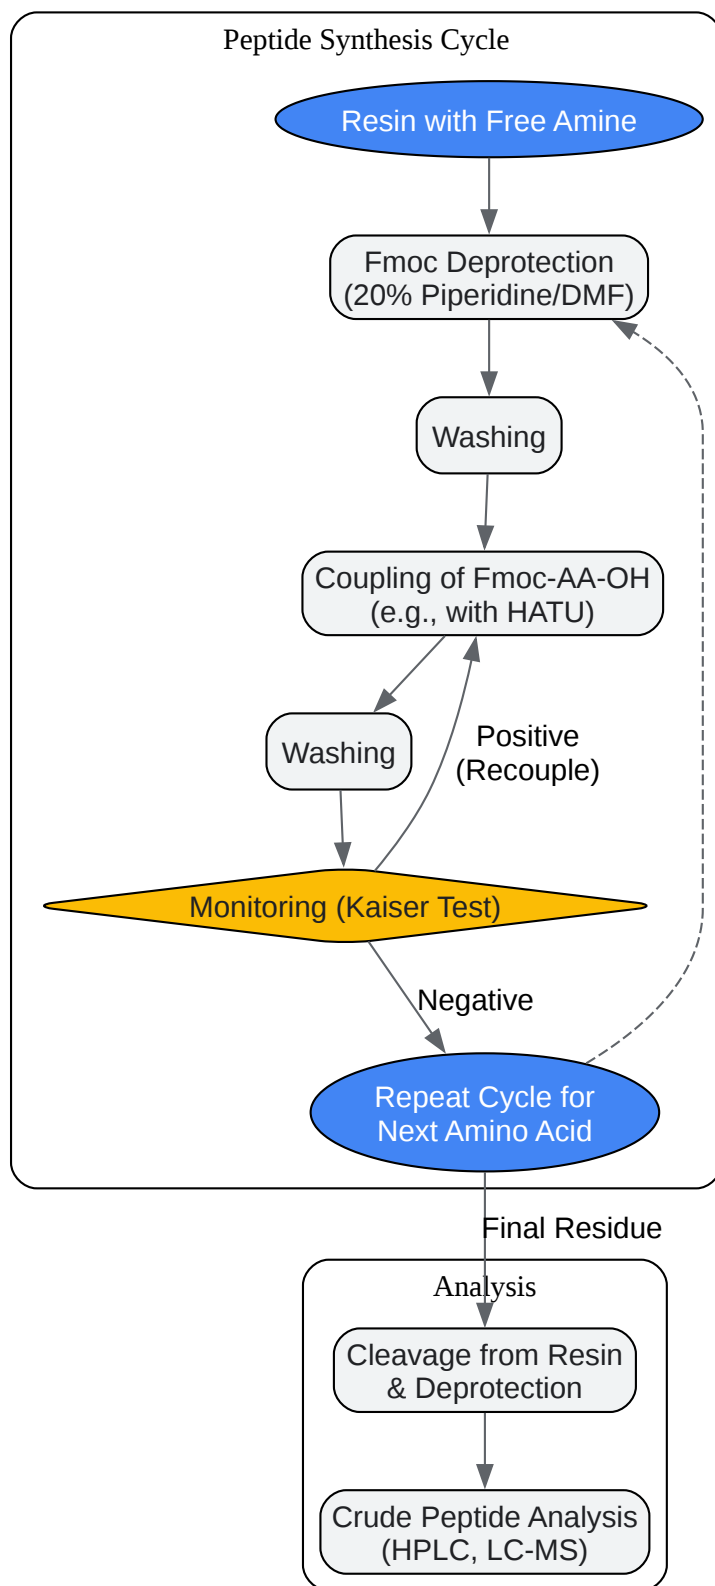 Peptide Synthesis Cycle
Resin with Free Amine
Fmoc Deprotection
(20% Piperidine/DMF)
Washing
Coupling of Fmoc-AA-OH
(e.g., with HATU)
Washing
Positive
(Recouple)
Monitoring (Kaiser Test)
Negative
Repeat Cycle for
Next Amino Acid
Final Residue
Analysis
Cleavage from Resin
& Deprotection
Crude Peptide Analysis
(HPLC, LC-MS)